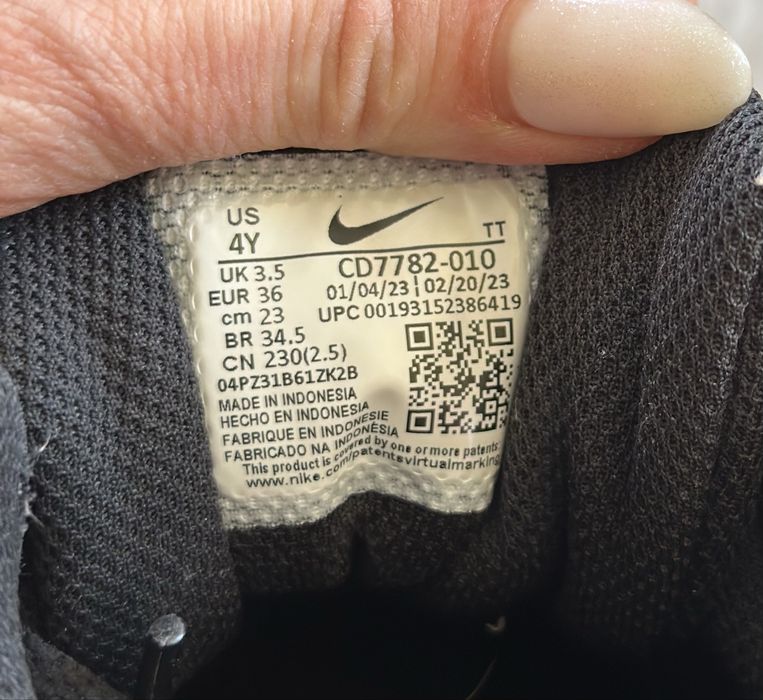 US
4Y
TT
UK 3.5
EUR 36
cm 23
BR 34.5
CN 230(2.5)
CD7782-010
01/04/23 | 02/20/23
UPC 00193152386419
04PZ31B61ZK2B
MADE IN INDONESIA
HECHO EN INDONESIA
FABRIQUE EN INDONESIE
FABRICADO NA INDONÉSIA
This product is covered by one or more patents.
www.nike.com/patentsvirtualmarking